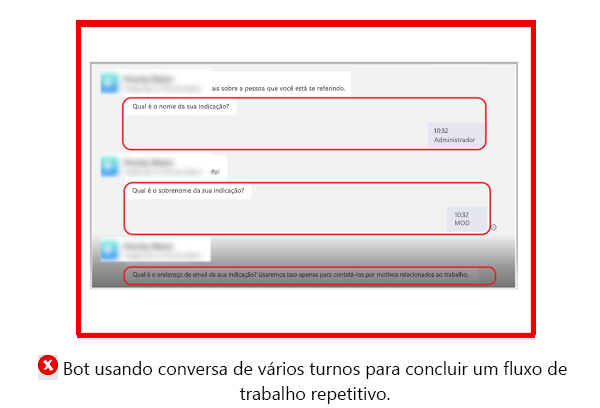 ais sobre a pessoa que você está se referindo.
Qual é o nome da sua indicação?
10:32
Administrador
nfo!
Qual é o sobrenome da sua indicação?
10:32
MOD
Qual é o endereço de email da sua indicação? Usaremos isso apenas para contatá-los por motivos relacionados ao trabalho.
Bot usando conversa de vários turnos para concluir um fluxo de
trabalho repetitivo.